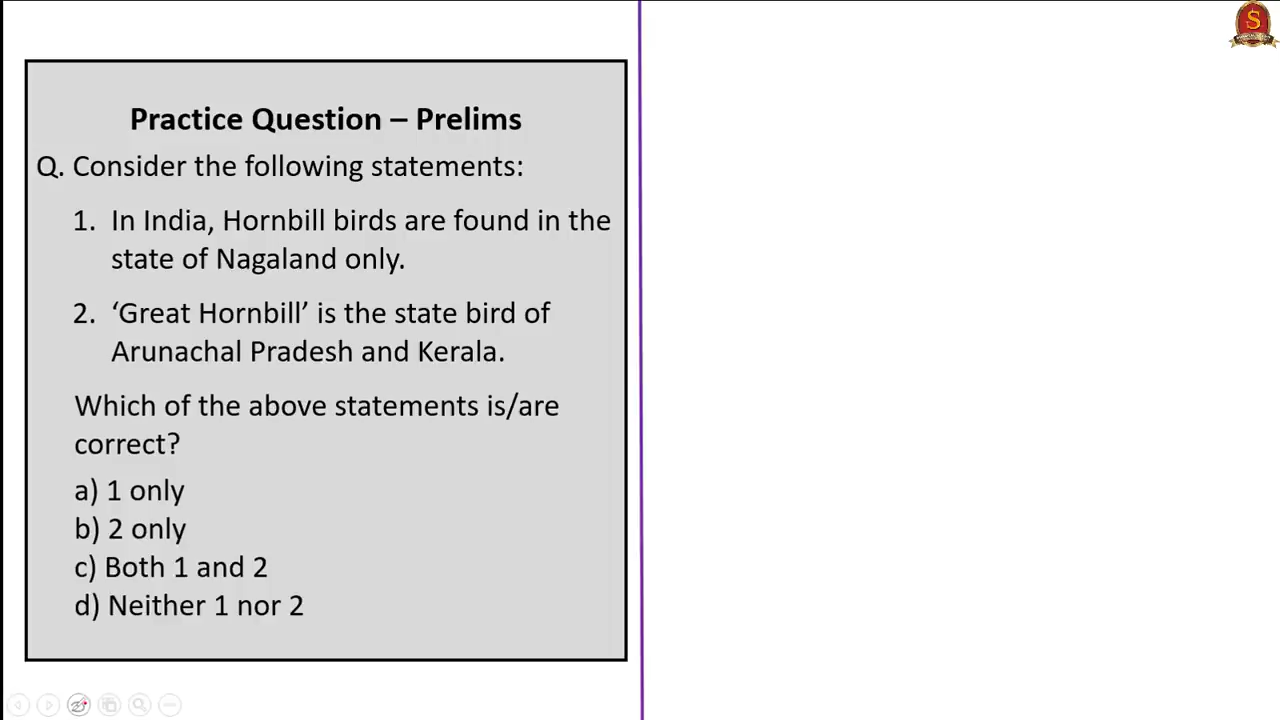 S
Practice Question – Prelims
Q. Consider the following statements:
1. In India, Hornbill birds are found in the
state of Nagaland only.
2. ‘Great Hornbill’ is the state bird of
Arunachal Pradesh and Kerala.
Which of the above statements is/are
correct?
a) 1 only
b) 2 only
c) Both 1 and 2
d) Neither 1 nor 2